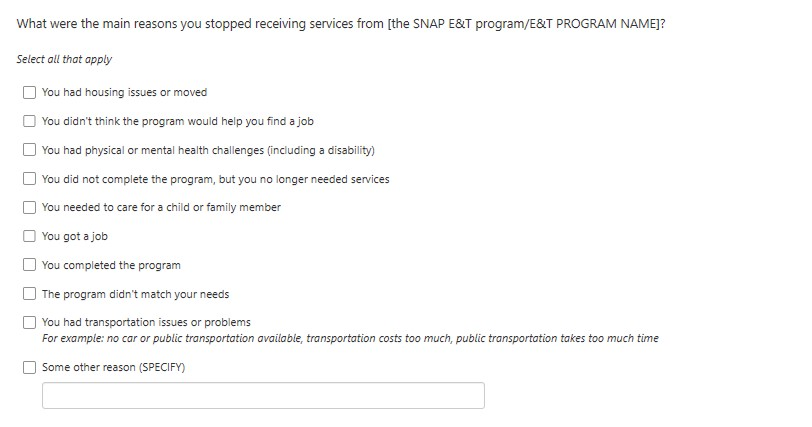 What were the main reasons you stopped receiving services from [the SNAP E&T program/E&T PROGRAM NAME]?
Select all that apply
You had housing issues or moved
You didn't think the program would help you find a job
You had physical or mental health challenges (including a disability)
You did not complete the program, but you no longer needed services
You needed to care for a child or family member
You got a job
You completed the program
The program didn't match your needs
You had transportation issues or problems
For example: no car or public transportation available, transportation costs too much, public transportation takes too much time
Some other reason (SPECIFY)